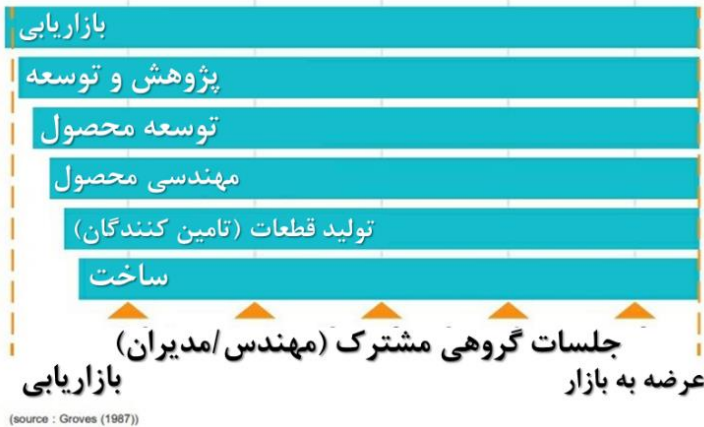 بازاریابی
پژوهش و توسعه
توسعه محصول
مهندسی محصول
تولید قطعات (تامین کنندگان)
ساخت
جلسات گروهی مشترک (مهندس/مدیران)
عرضه به بازار
بازاریابی
(source : Groves (1987))